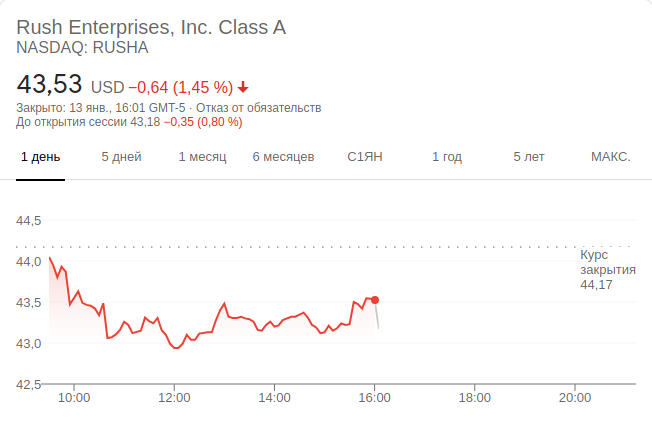 Rush Enterprises, Inc. Class A
NASDAQ: RUSHA
43,53 USD −0,64 (1,45 %)
Закрыто: 13 янв., 16:01 GMT-5 · Отказ от обязательств
До открытия сессии 43,18 −0,35 (0,80 %)
1 день 5 дней 1 месяц 6 месяцев С1ЯН 1 год 5 лет МАКС.
44,5
44,0
43,5
43,0
42,5
Курс
закрытия
44,17
10:00 12:00 14:00 16:00 18:00 20:00